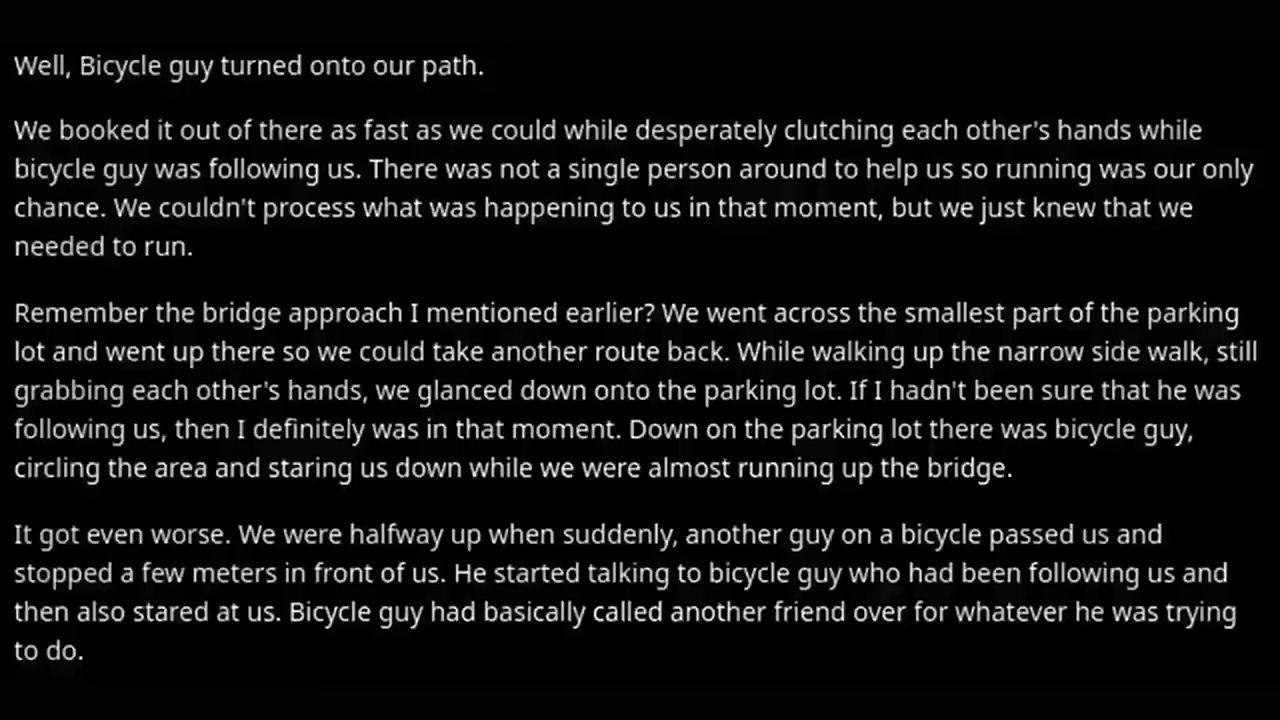 Well, Bicycle guy turned onto our path.
We booked it out of there as fast as we could while desperately clutching each other's hands while
bicycle guy was following us. There was not a single person around to help us so running was our only
chance. We couldn't process what was happening to us in that moment, but we just knew that we
needed to run.
Remember the bridge approach I mentioned earlier? We went across the smallest part of the parking
lot and went up there so we could take another route back. While walking up the narrow side walk, still
grabbing each other's hands, we glanced down onto the parking lot. If I hadn't been sure that he was
following us, then I definitely was in that moment. Down on the parking lot there was bicycle guy,
circling the area and staring us down while we were almost running up the bridge.
It got even worse. We were halfway up when suddenly, another guy on a bicycle passed us and
stopped a few meters in front of us. He started talking to bicycle guy who had been following us and
then also stared at us. Bicycle guy had basically called another friend over for whatever he was trying
to do.